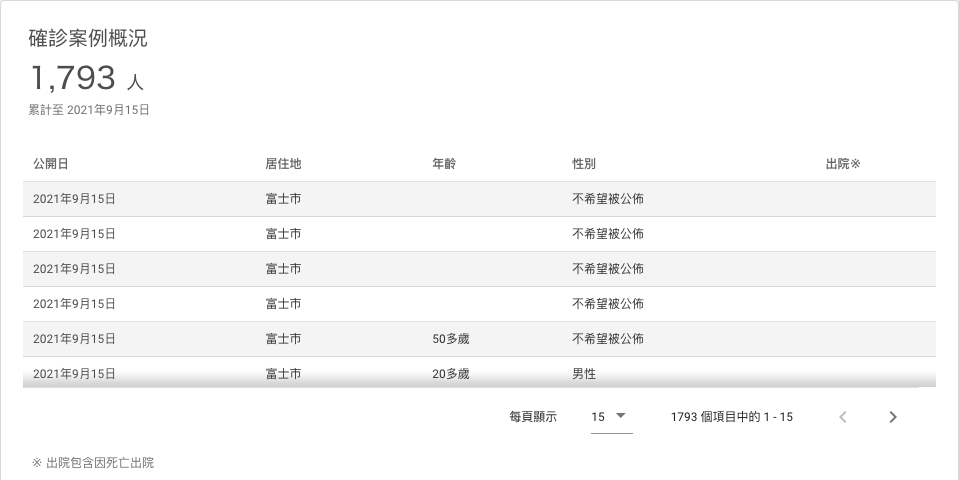 確診案例概況
1,793 人
累計至 2021年9月15日
公開日 居住地 年齡 性別 出院※
2021年9月15日 富士市 不希望被公佈
2021年9月15日 富士市 不希望被公佈
2021年9月15日 富士市 不希望被公佈
2021年9月15日 富士市 不希望被公佈
2021年9月15日 富士市 50多歲 不希望被公佈
2021年9月15日 富士市 20多歲 男性
每頁顯示 15 1793 個項目中的 1 - 15
※ 出院包含因死亡出院